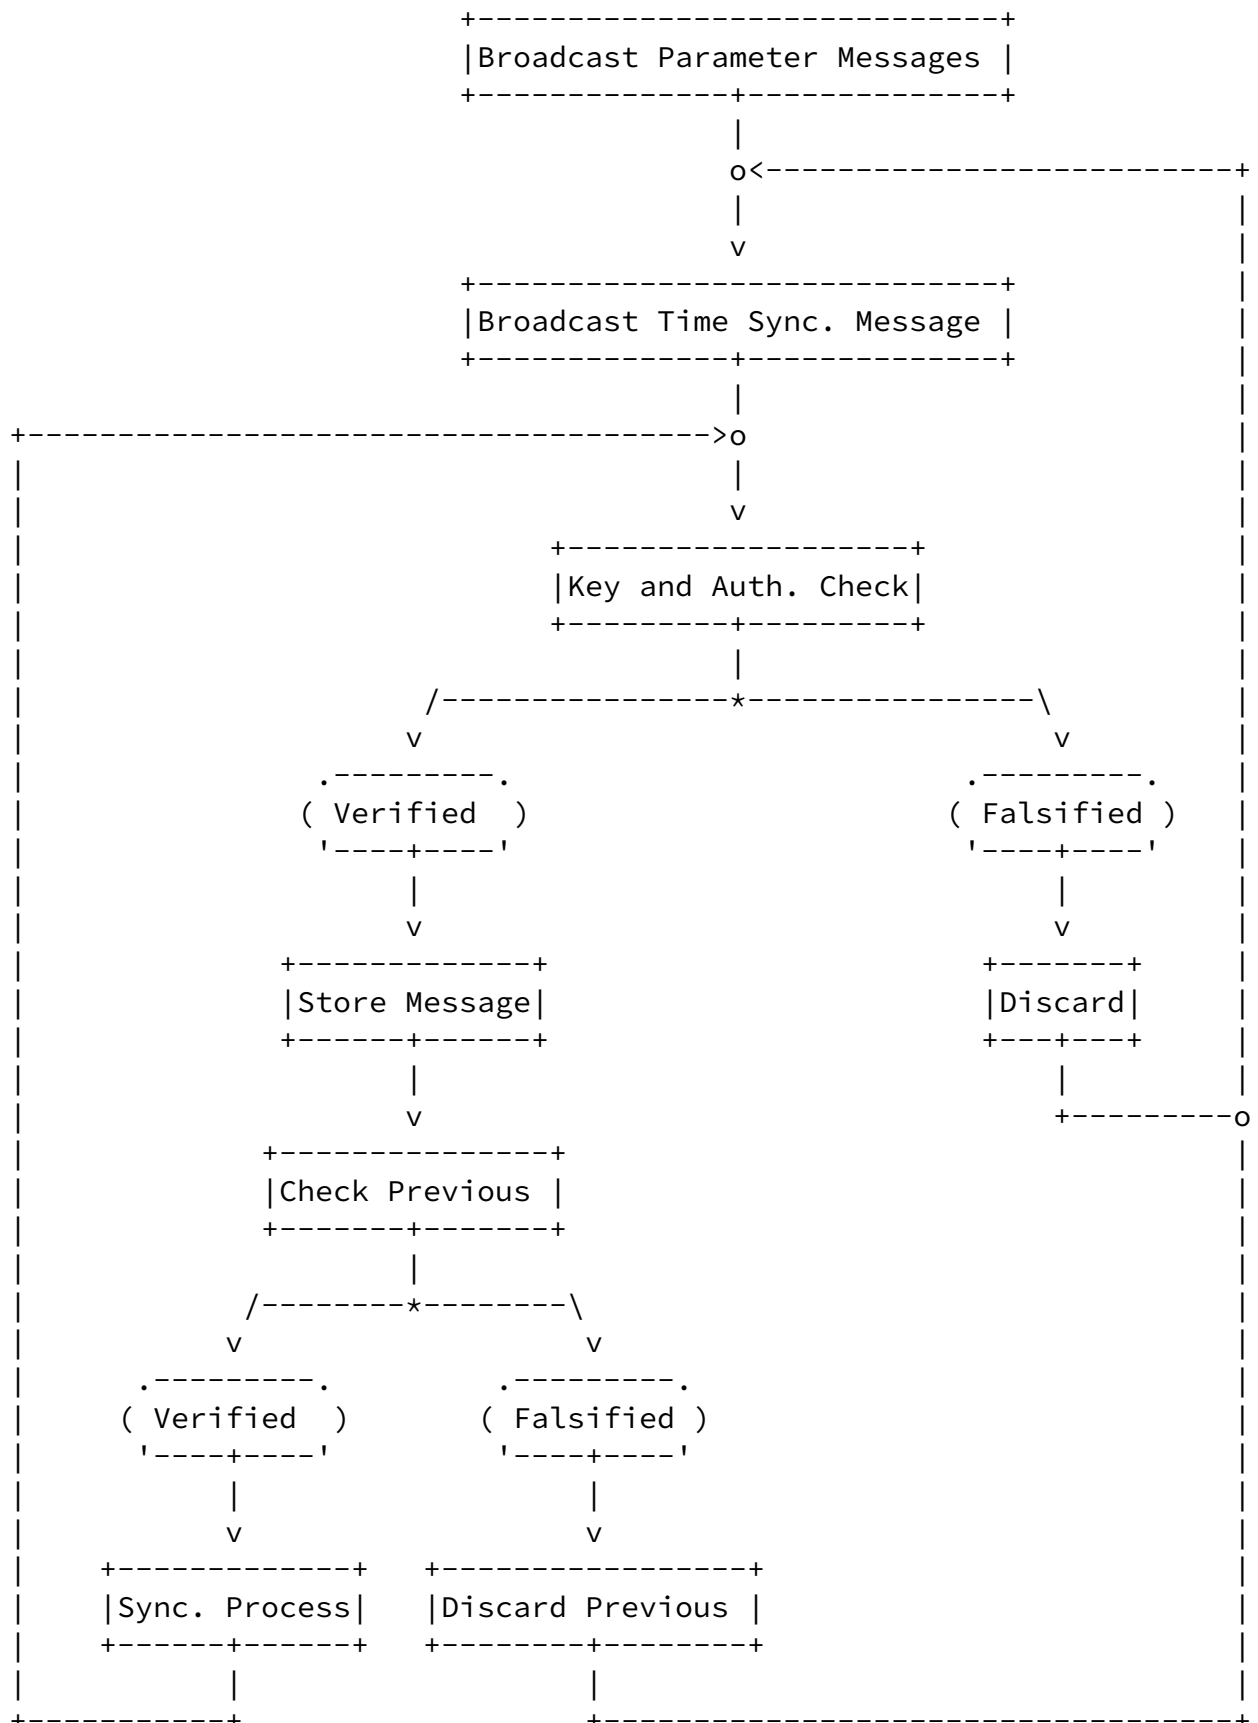 Broadcast Parameter Messages
Broadcast Time Sync. Message
Key and Auth. Check
Verified
Falsified
Store Message
Discard
Check Previous
Verified
Falsified
Sync. Process
Discard Previous